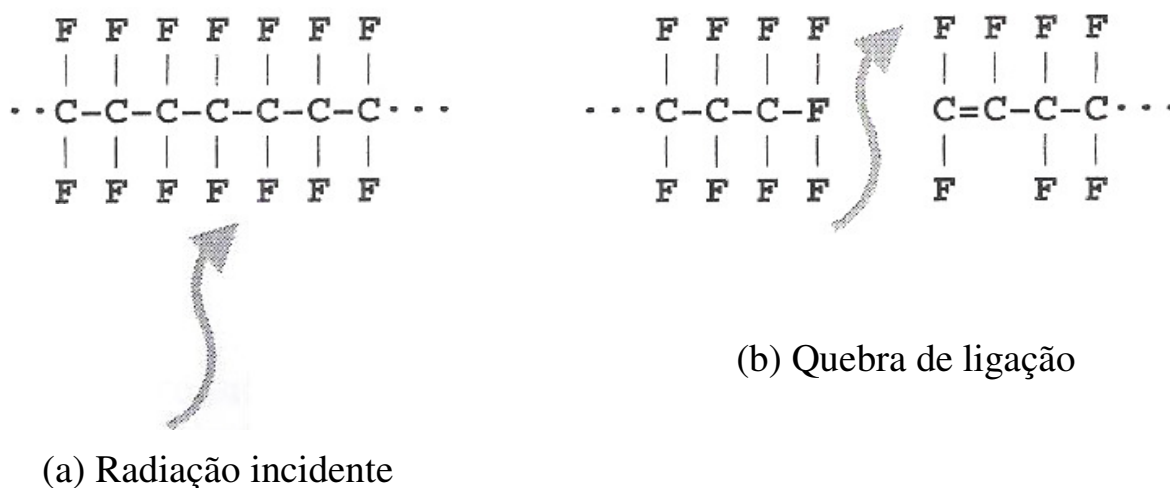 F F F F F F F
··C–C–C–C–C–C–C···
F F F F F F F
(a) Radiação incidente
F F F F
···C–C–C–F
F F F F
F F F F
C=C–C–C···
F F F
(b) Quebra de ligação